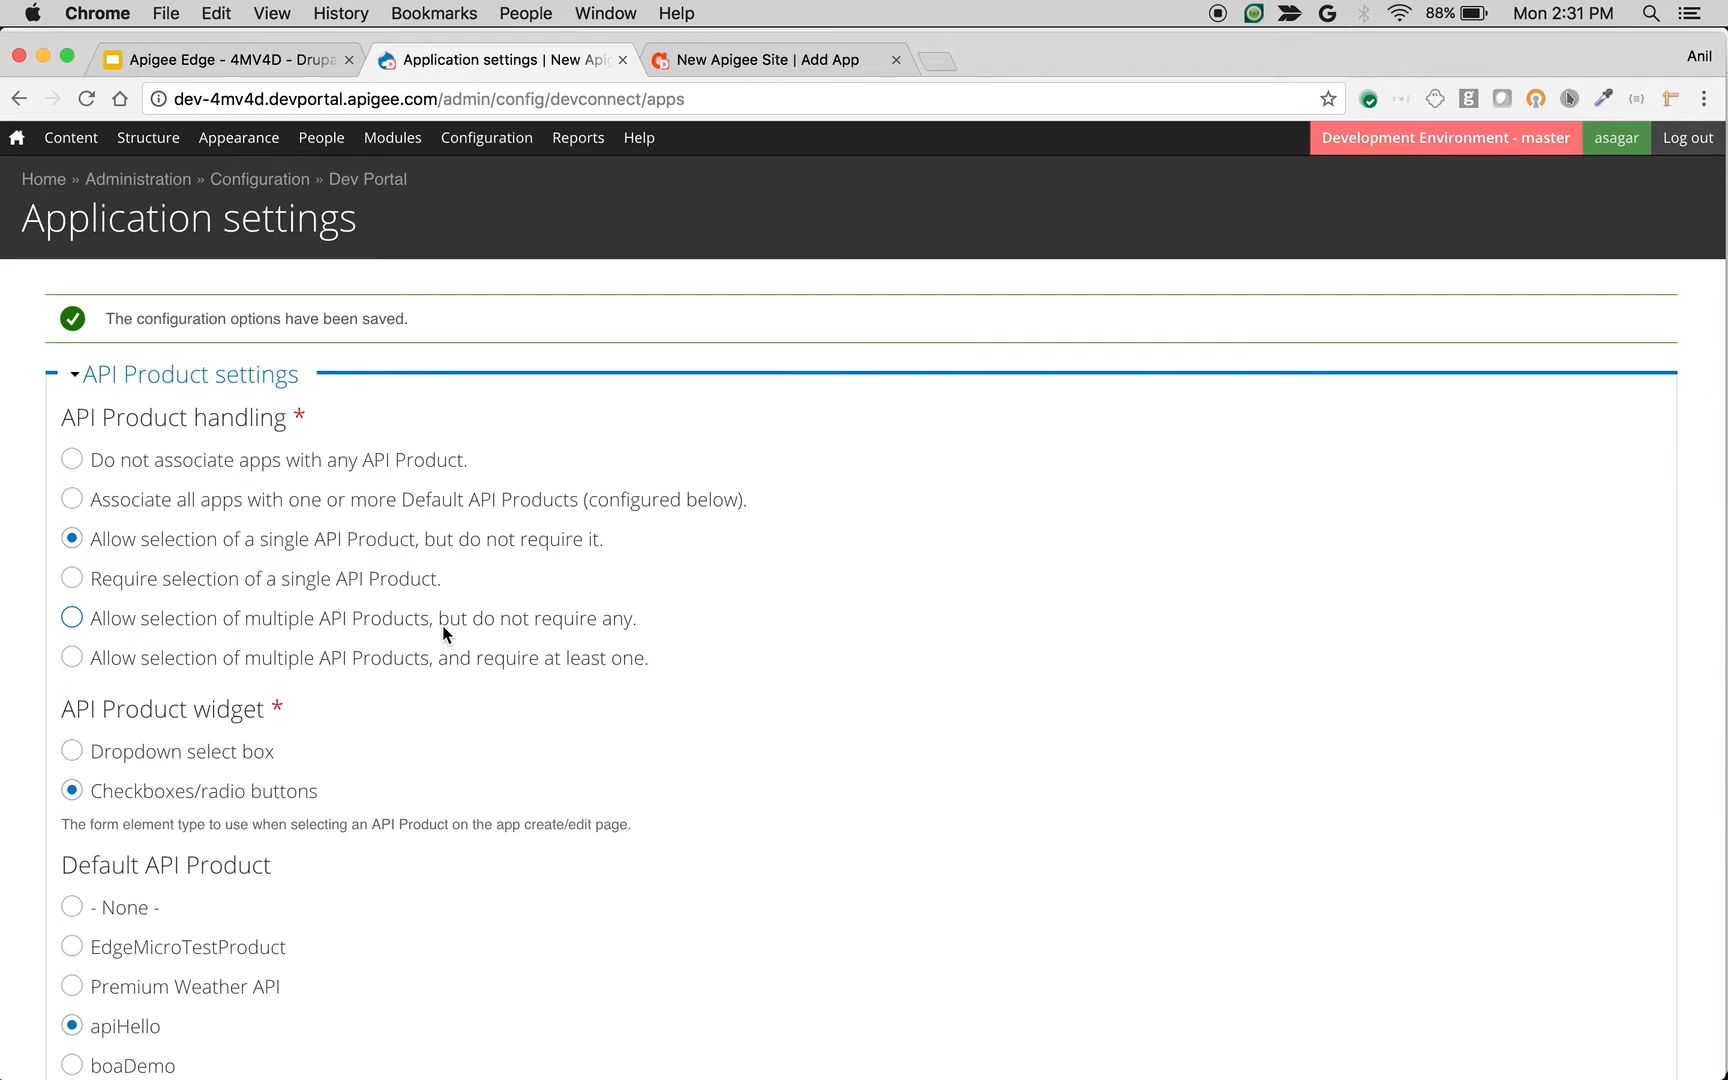 Chrome File Edit View History Bookmarks People Window Help 88% Mon 2:31 PM
Apigee Edge - 4MV4D - Drupa Application settings | New Apig New Apigee Site | Add App Anil
dev-4mv4d.devportal.apigee.com/admin/config/devconnect/apps
Content Structure Appearance People Modules Configuration Reports Help Development Environment - master asagar Log out
Home » Administration » Configuration » Dev Portal
Application settings
The configuration options have been saved.
API Product settings
API Product handling *
Do not associate apps with any API Product.
Associate all apps with one or more Default API Products (configured below).
Allow selection of a single API Product, but do not require it.
Require selection of a single API Product.
Allow selection of multiple API Products, but do not require any.
Allow selection of multiple API Products, and require at least one.
API Product widget *
Dropdown select box
Checkboxes/radio buttons
The form element type to use when selecting an API Product on the app create/edit page.
Default API Product
- None -
EdgeMicroTestProduct
Premium Weather API
apiHello
boaDemo